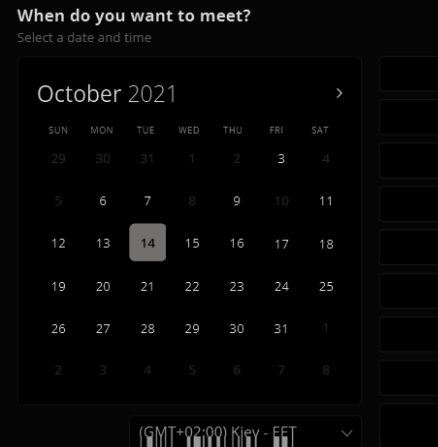 When do you want to meet?
Select a date and time
October 2021 >
SUN MON TUE WED THU FRI SAT
29 30 31 1 2 3 4
5 6 7 8 9 10 11
12 13 14 15 16 17 18
19 20 21 22 23 24 25
26 27 28 29 30 31 1
2 3 4 5 6 7 8
(GMT+02:00) Kiev - EET